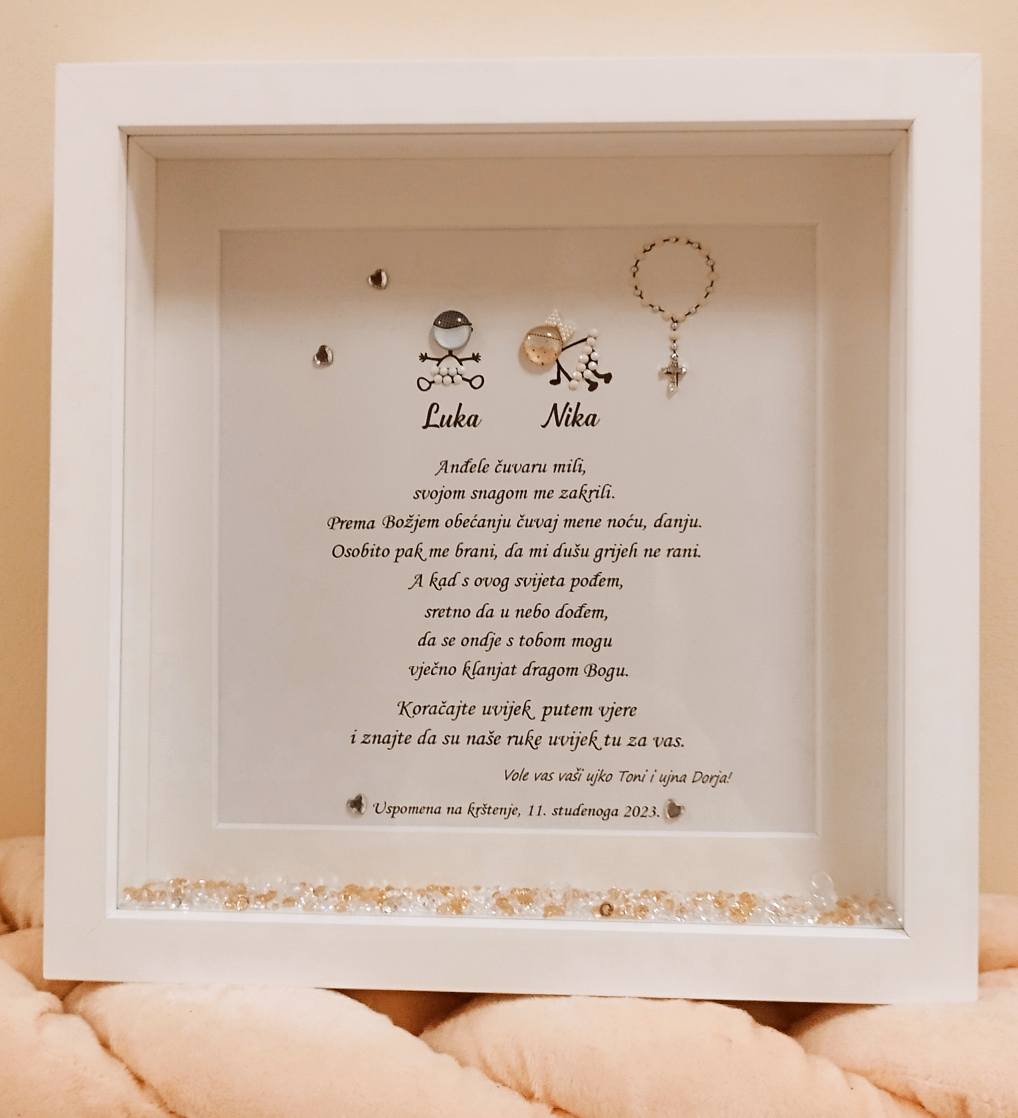 Luka Nika
Anđele čuvaru mili,
svojom snagom me zakrili.
Prema Božjem obećanju čuvaj mene noću, danju.
Osobito pak me brani, da mi dušu grijeh ne rani.
A kad s ovog svijeta pođem,
sretno da u nebo dođem,
da se ondje s tobom mogu
vječno klanjat dragom Bogu.
Koračajte uvijek putem vjere
i znajte da su naše ruke uvijek tu za vas.
Vole vas vaši ujko Toni i ujna Dorja!
Uspomena na krštenje, 11. studenoga 2023.